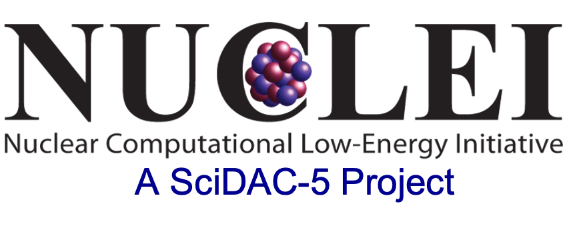 NUCLEI
Nuclear Computational Low-Energy Initiative
A SciDAC-5 Project